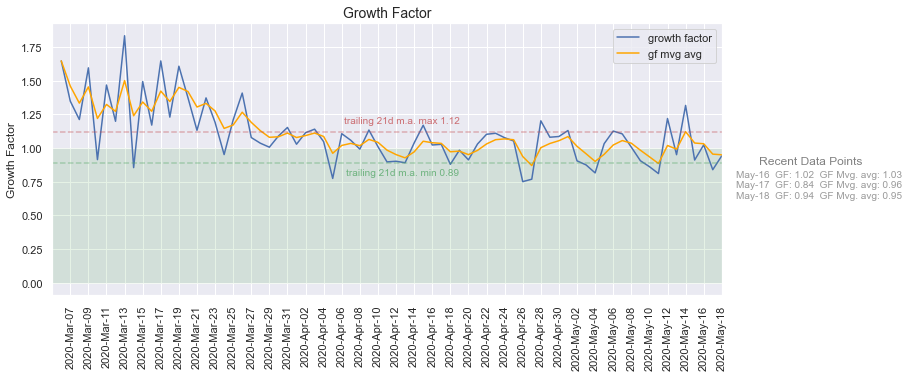 Growth Factor
growth factor
gf mvg avg
Growth Factor
1.75
1.50
1.25
1.00
0.75
0.50
0.25
0.00
trailing 21d m.a. max 1.12
trailing 21d m.a. min 0.89
Recent Data Points
May-16  GF: 1.02  GF Mvg. avg: 1.03
May-17  GF: 0.84  GF Mvg. avg: 0.96
May-18  GF: 0.94  GF Mvg. avg: 0.95
2020-Mar-07
2020-Mar-09
2020-Mar-11
2020-Mar-13
2020-Mar-15
2020-Mar-17
2020-Mar-19
2020-Mar-21
2020-Mar-23
2020-Mar-25
2020-Mar-27
2020-Mar-29
2020-Mar-31
2020-Apr-02
2020-Apr-04
2020-Apr-06
2020-Apr-08
2020-Apr-10
2020-Apr-12
2020-Apr-14
2020-Apr-16
2020-Apr-18
2020-Apr-20
2020-Apr-22
2020-Apr-24
2020-Apr-26
2020-Apr-28
2020-Apr-30
2020-May-02
2020-May-04
2020-May-06
2020-May-08
2020-May-10
2020-May-12
2020-May-14
2020-May-16
2020-May-18